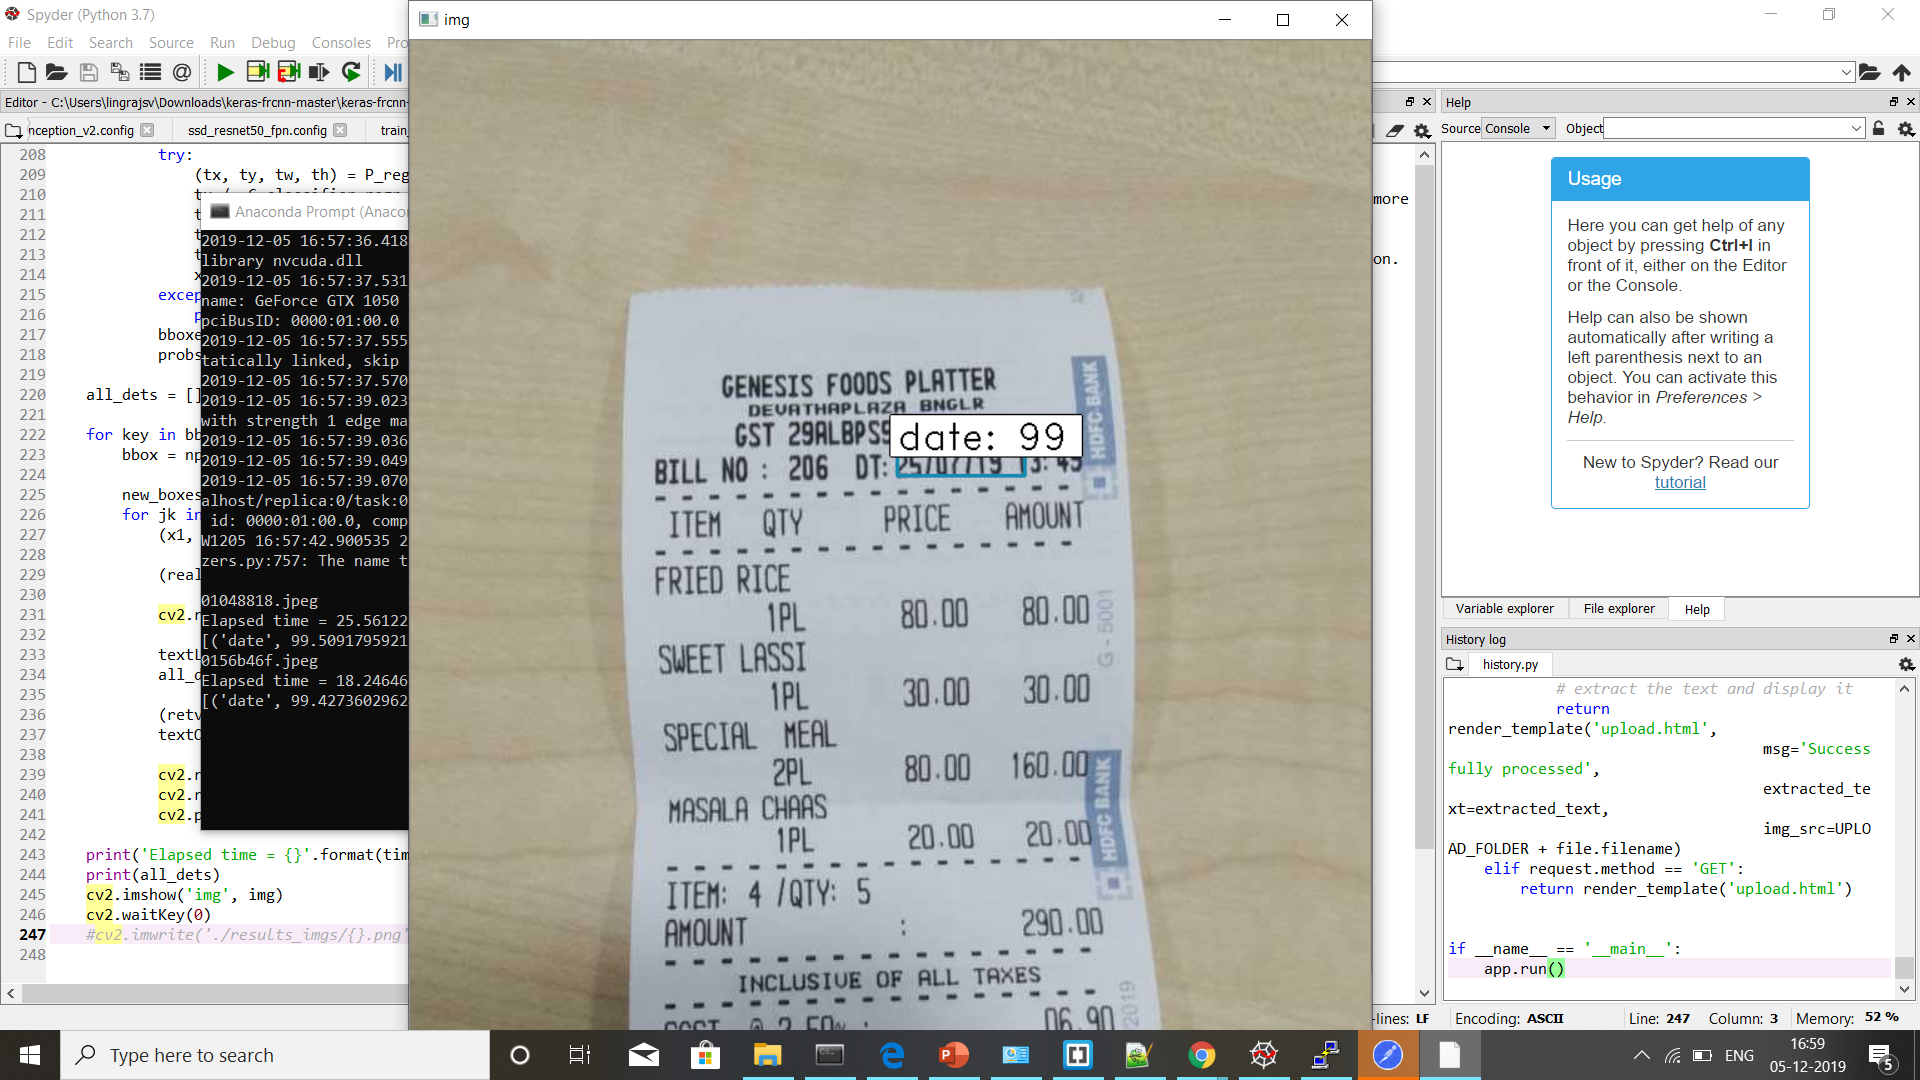 Spyder (Python 3.7)
File Edit Search Source Run Debug Consoles
Editor - C:\Users\lingrajsv\Downloads\keras-frcnn-master\keras-frcnn-
nception_v2.config
ssd_resnet50_fpn.config
train_
208 try:
209 (tx, ty, tw, th) = P_reg
210
211
212
213
214
215 excep
216
217 bboxe
218 probs
219
220 all_dets = []
221
222 for key in bb
223 bbox = np
224
225 new_boxes
226 for jk in
227 (x1,
228
229 (real
230
231 cv2.r
232
233 textL
234 all_d
235
236 (retv
237 textO
238
239 cv2.r
240 cv2.r
241 cv2.p
242
243 print('Elapsed time = {}'.format(tim
244 print(all_dets)
245 cv2.imshow('img', img)
246 cv2.waitKey(0)
247 #cv2.imwrite('./results_imgs/{}.png'
248
Anaconda Prompt (Anaco
2019-12-05 16:57:36.418
library nvcuda.dll
2019-12-05 16:57:37.531
name: GeForce GTX 1050
pciBusID: 0000:01:00.0
2019-12-05 16:57:37.555
tatically linked, skip
2019-12-05 16:57:37.570
2019-12-05 16:57:39.023
with strength 1 edge ma
2019-12-05 16:57:39.036
2019-12-05 16:57:39.049
2019-12-05 16:57:39.070
alhost/replica:0/task:0
id: 0000:01:00.0, comp
W1205 16:57:42.900535 2
zers.py:757: The name t
01048818.jpeg
Elapsed time = 25.56122
[('date', 99.5091795921
0156b46f.jpeg
Elapsed time = 18.24646
[('date', 99.4273602962
img
GENESIS FOODS PLATTER
DEVATHAPLAZA BNGLR
GST 29ALBPS9
date: 99
BILL NO : 206 DT: 25/07/19 13:45
ITEM QTY PRICE AMOUNT
FRIED RICE
1PL 80.00 80.00
SWEET LASSI
1PL 30.00 30.00
SPECIAL MEAL
2PL 80.00 160.00
MASALA CHAAS
1PL 20.00 20.00
ITEM: 4 /QTY: 5
AMOUNT : 290.00
INCLUSIVE OF ALL TAXES
06.90
HDFC BANK
G - 5001
HDFC BANK
2019
more
on.
Help
Source Console Object
Usage
Here you can get help of any
object by pressing Ctrl+I in
front of it, either on the Editor
or the Console.
Help can also be shown
automatically after writing a
left parenthesis next to an
object. You can activate this
behavior in Preferences >
Help.
New to Spyder? Read our
tutorial
Variable explorer File explorer Help
History log
history.py
# extract the text and display it
return
render_template('upload.html',
msg='Success
fully processed',
extracted_te
xt=extracted_text,
img_src=UPLO
AD_FOLDER + file.filename)
elif request.method == 'GET':
return render_template('upload.html')
if __name__ == '__main__':
app.run()
-lines: LF Encoding: ASCII Line: 247 Column: 3 Memory: 52 %
Type here to search
ENG
16:59
05-12-2019
5